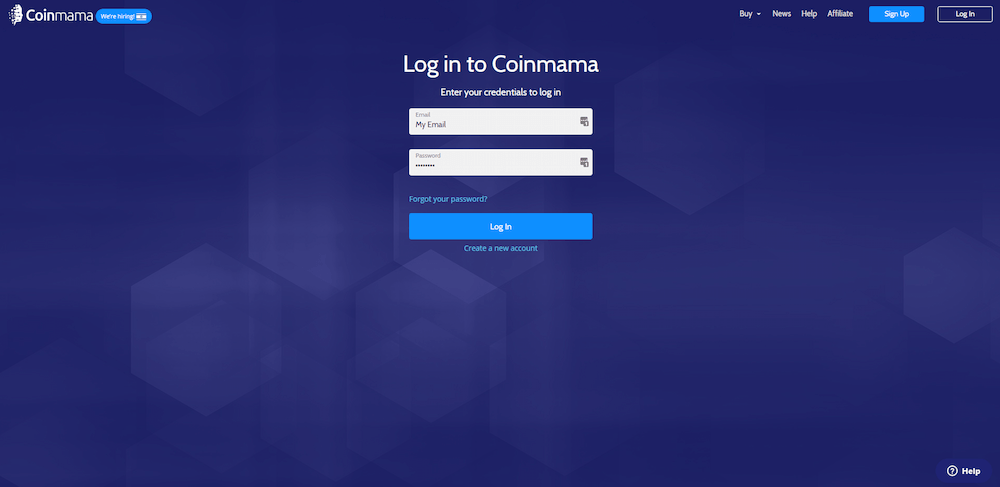 Coinmama
We're hiring!
Buy
News
Help
Affiliate
Sign Up
Log In
Log in to Coinmama
Enter your credentials to log in
Email
My Email
Password
••••••••
Forgot your password?
Log In
Create a new account
Help